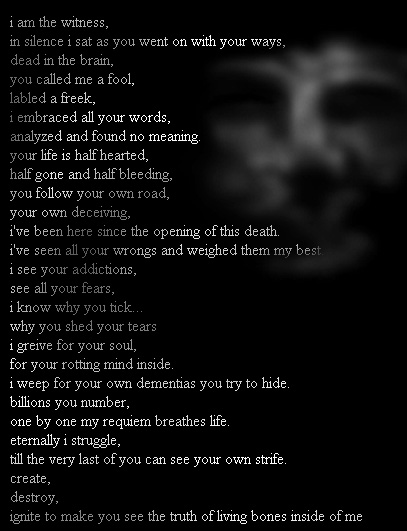 i am the witness,
in silence i sat as you went on with your ways,
dead in the brain,
you called me a fool,
labled a freek,
i embraced all your words,
analyzed and found no meaning.
your life is half hearted,
half gone and half bleeding,
you follow your own road,
your own deceiving,
i've been here since the opening of this death.
i've seen all your wrongs and weighed them my best
i see your addictions,
see all your fears,
i know why you tick...
why you shed your tears
i greive for your soul,
for your rotting mind inside.
i weep for your own dementias you try to hide.
billions you number,
one by one my requiem breathes life.
eternally i struggle,
till the very last of you can see your own strife.
create,
destroy,
ignite to make you see the truth of living bones inside of me